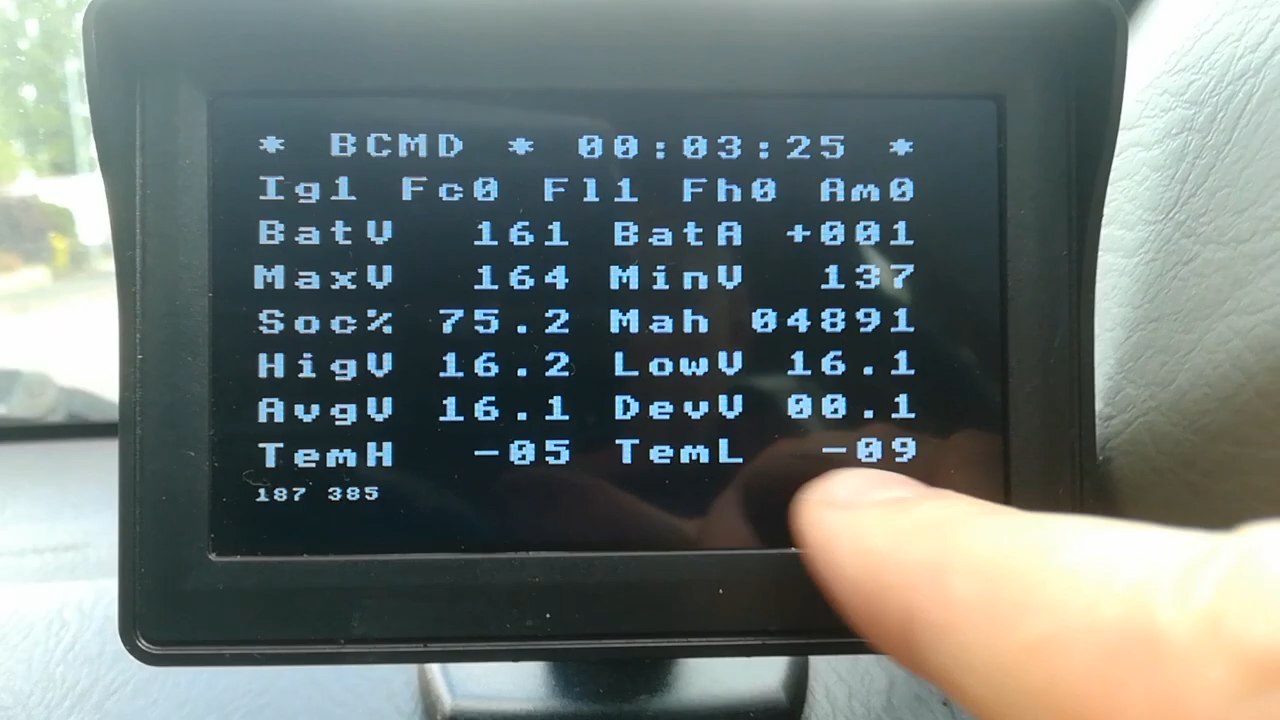 * BCMD * 00:03:25 *
Ig1 Fc0 Fl1 Fh0 Am0
BatV 161 BatA +001
MaxV 164 MinV 137
Soc% 75.2 Mah 04891
HigV 16.2 LowV 16.1
AvgV 16.1 DevV 00.1
TemH -05 TemL -09
187 385